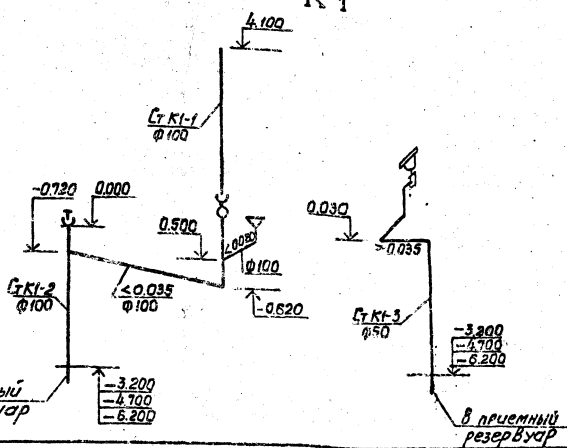 К1
4.100
Ст К1-1
ф100
-0.720
0.000
0.500
<0.030
ф100
0.030
<0.035
Ст К1-2
ф100
<0.035
ф100
-0.620
Ст К1-3
ф50
-3.200
-4.700
-6.200
-3.200
-4.700
-6.200
В приемный
резервуар